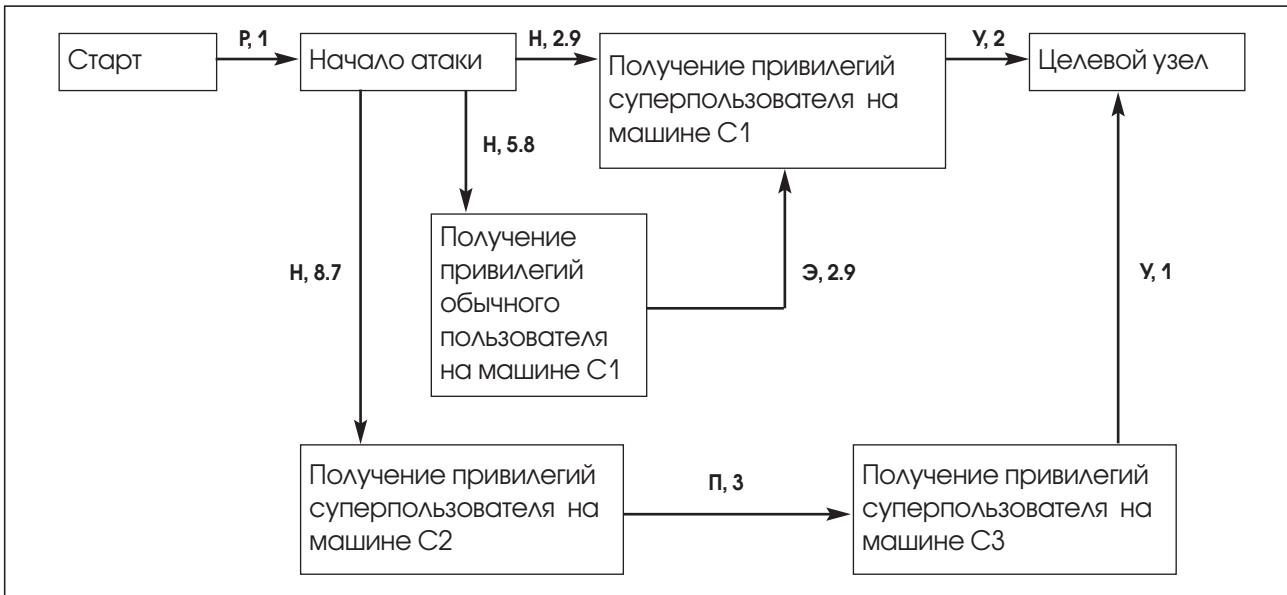 Старт
Р, 1
Начало атаки
Н, 2.9
Получение привилегий
суперпользователя на
машине С1
У, 2
Целевой узел
Н, 5.8
Получение
привилегий
обычного
пользователя
на машине С1
Н, 8.7
Э, 2.9
У, 1
Получение привилегий
суперпользователя на
машине С2
П, 3
Получение привилегий
суперпользователя на
машине С3